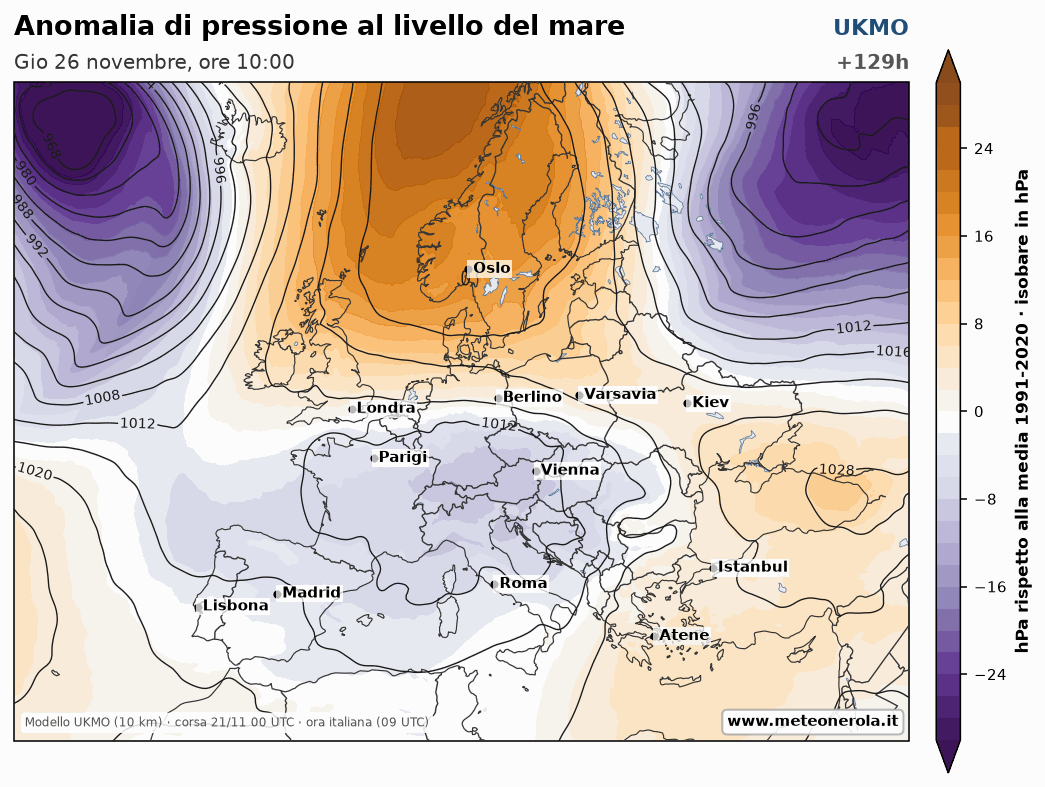 Anomalia di pressione al livello del mare
UKMO
Gio 26 novembre, ore 10:00
+129h
968
980
988
992
996
996
1012
1016
1008
1012
1012
1020
1028
Oslo
Londra
Berlino
Varsavia
Kiev
Parigi
Vienna
Istanbul
Roma
Madrid
Lisbona
Atene
24
16
8
0
−8
−16
−24
hPa rispetto alla media 1991-2020 · isobare in hPa
Modello UKMO (10 km) · corsa 21/11 00 UTC · ora italiana (09 UTC)
www.meteonerola.it